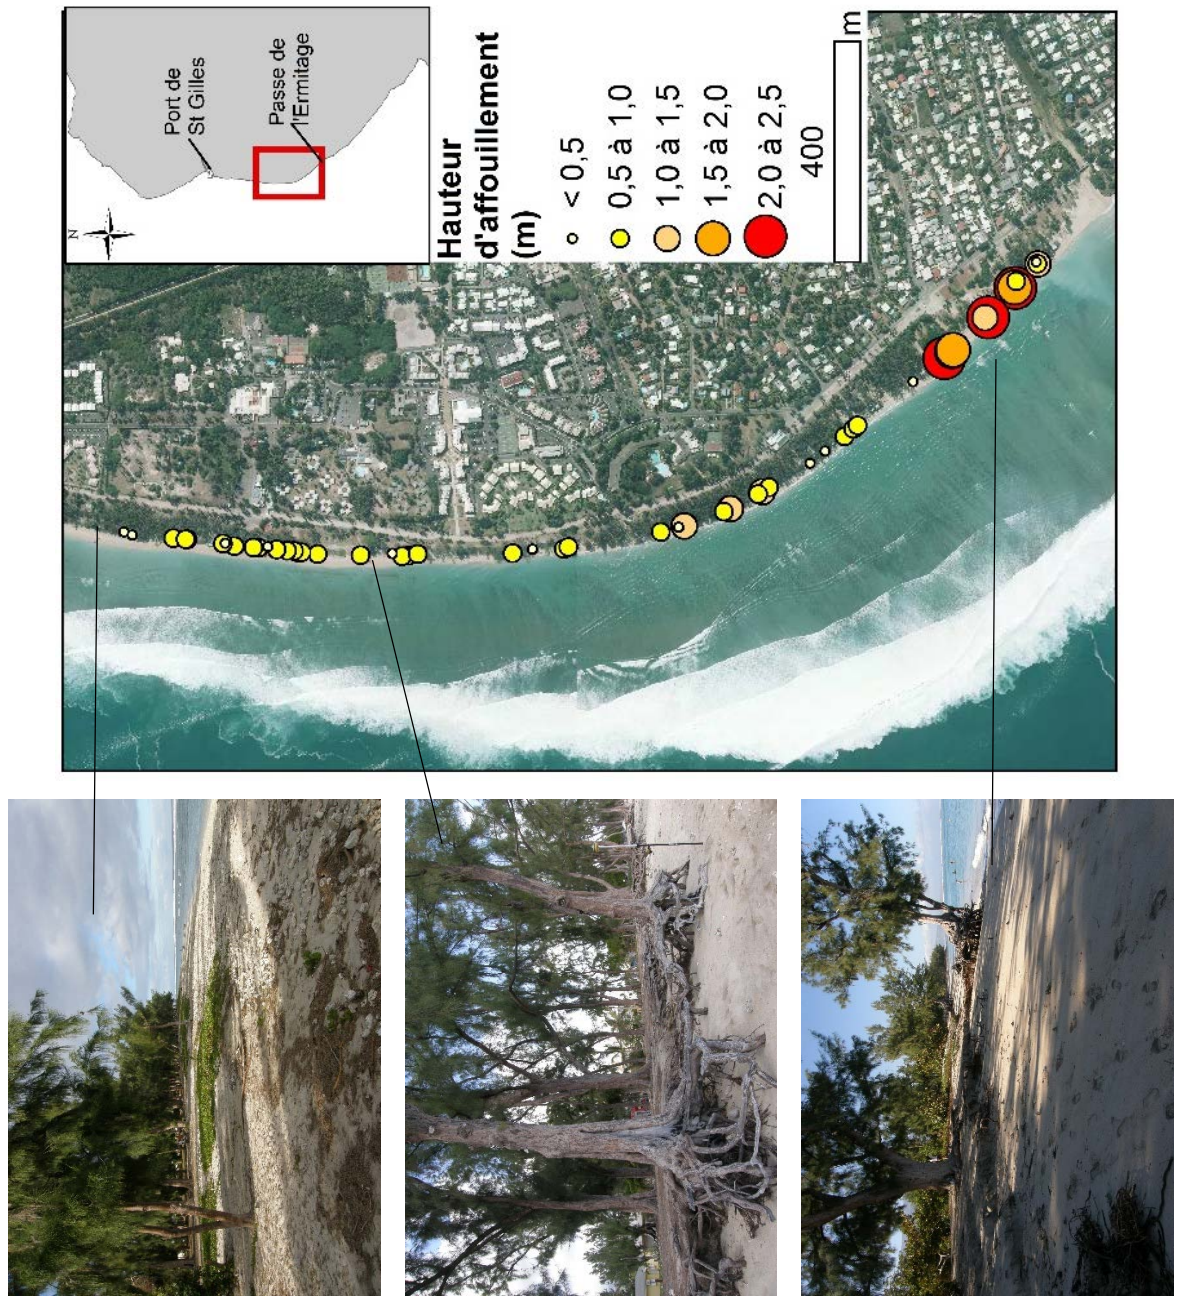 N
Port de
St Gilles
Passe de
l'Ermitage
Hauteur
d'affouillement
(m)
< 0,5
0,5 à 1,0
1,0 à 1,5
1,5 à 2,0
2,0 à 2,5
400
m